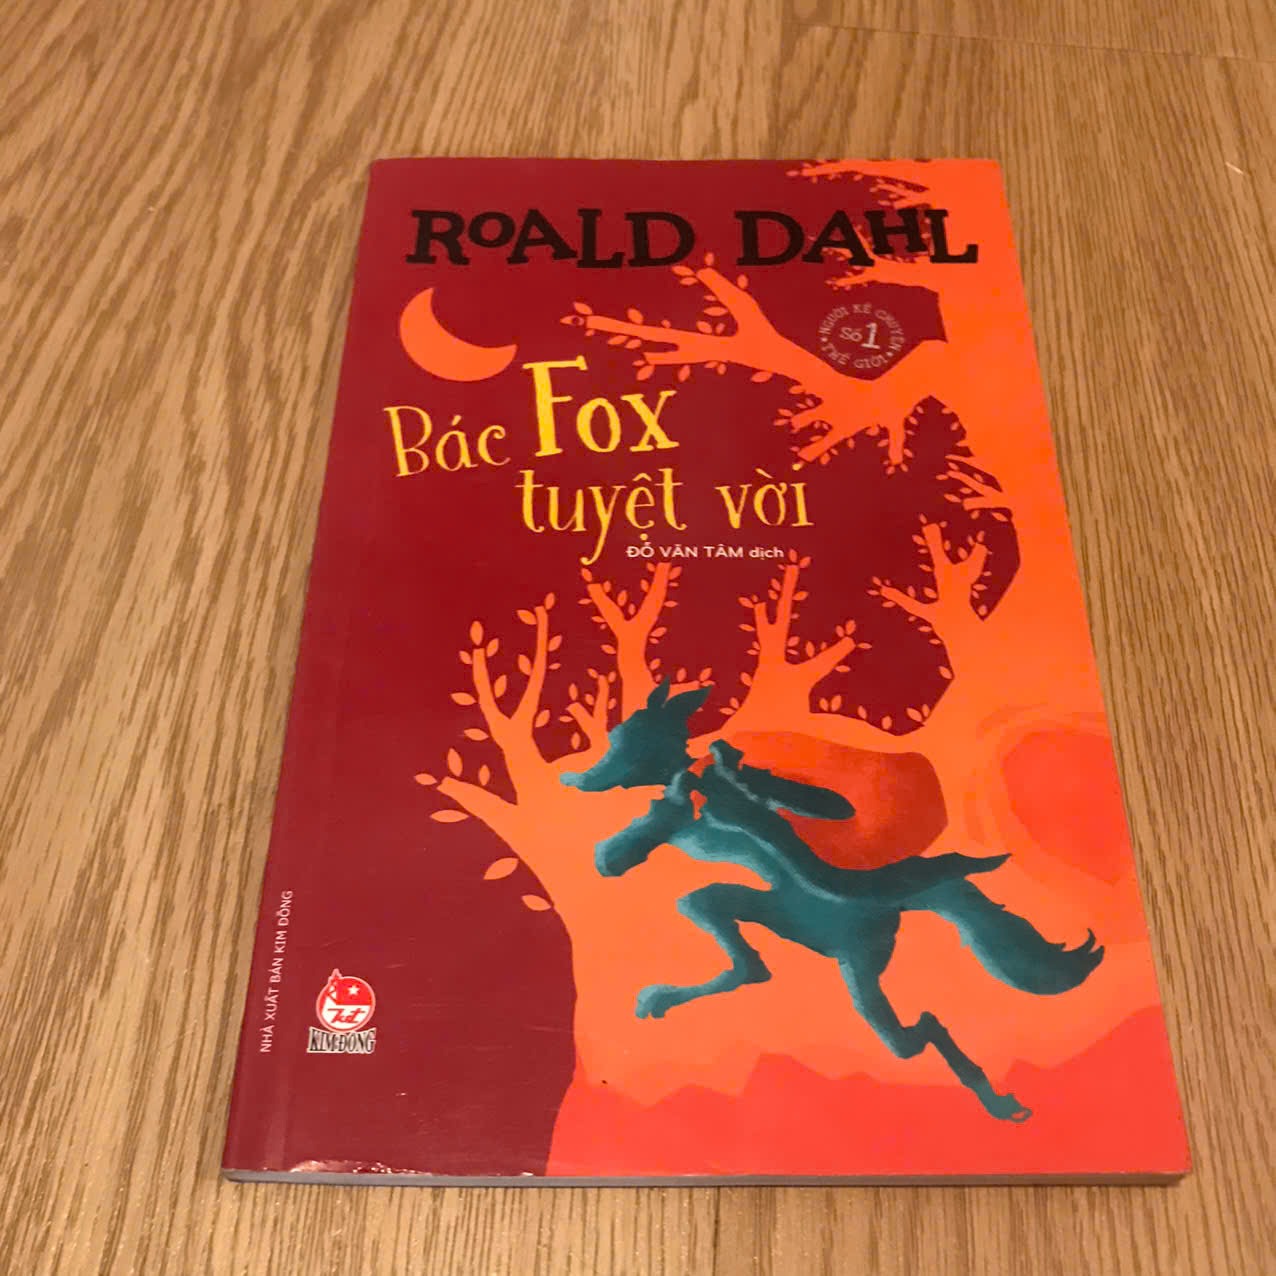 ROALD DAHL
NGƯỜI KỂ CHUYỆN
Số 1
THẾ GIỚI
Bác Fox
tuyệt vời
ĐỖ VĂN TÂM dịch
NHÀ XUẤT BẢN KIM ĐỒNG
KIM ĐỒNG